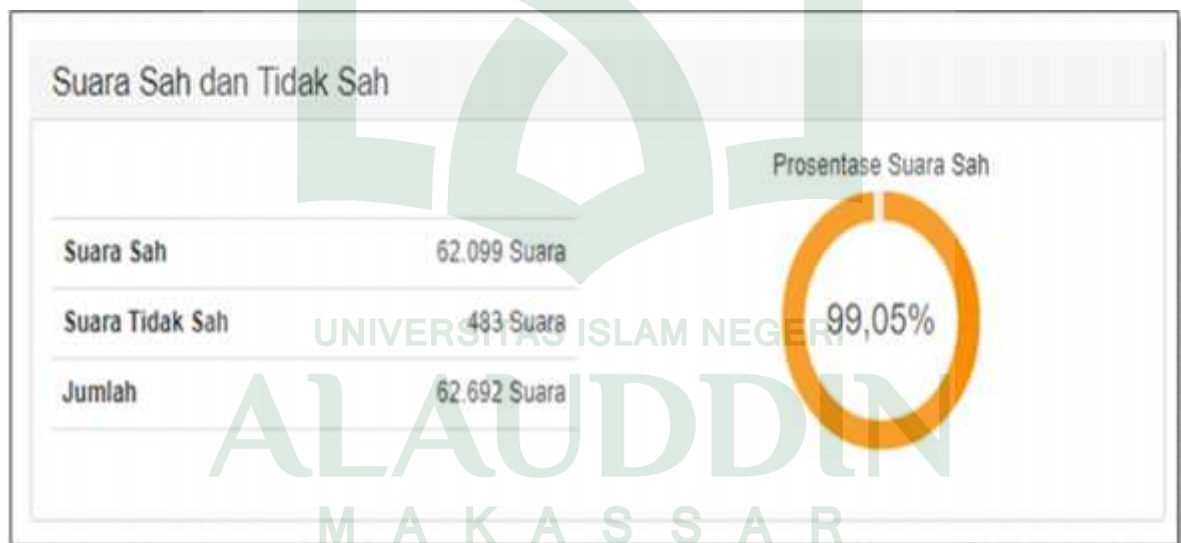 Suara Sah dan Tidak Sah
Prosentase Suara Sah
Suara Sah 62.099 Suara
Suara Tidak Sah 483 Suara
Jumlah 62.692 Suara
99,05%
UNIVERSITAS ISLAM NEGERI
ALAUDDIN
MAKASSAR